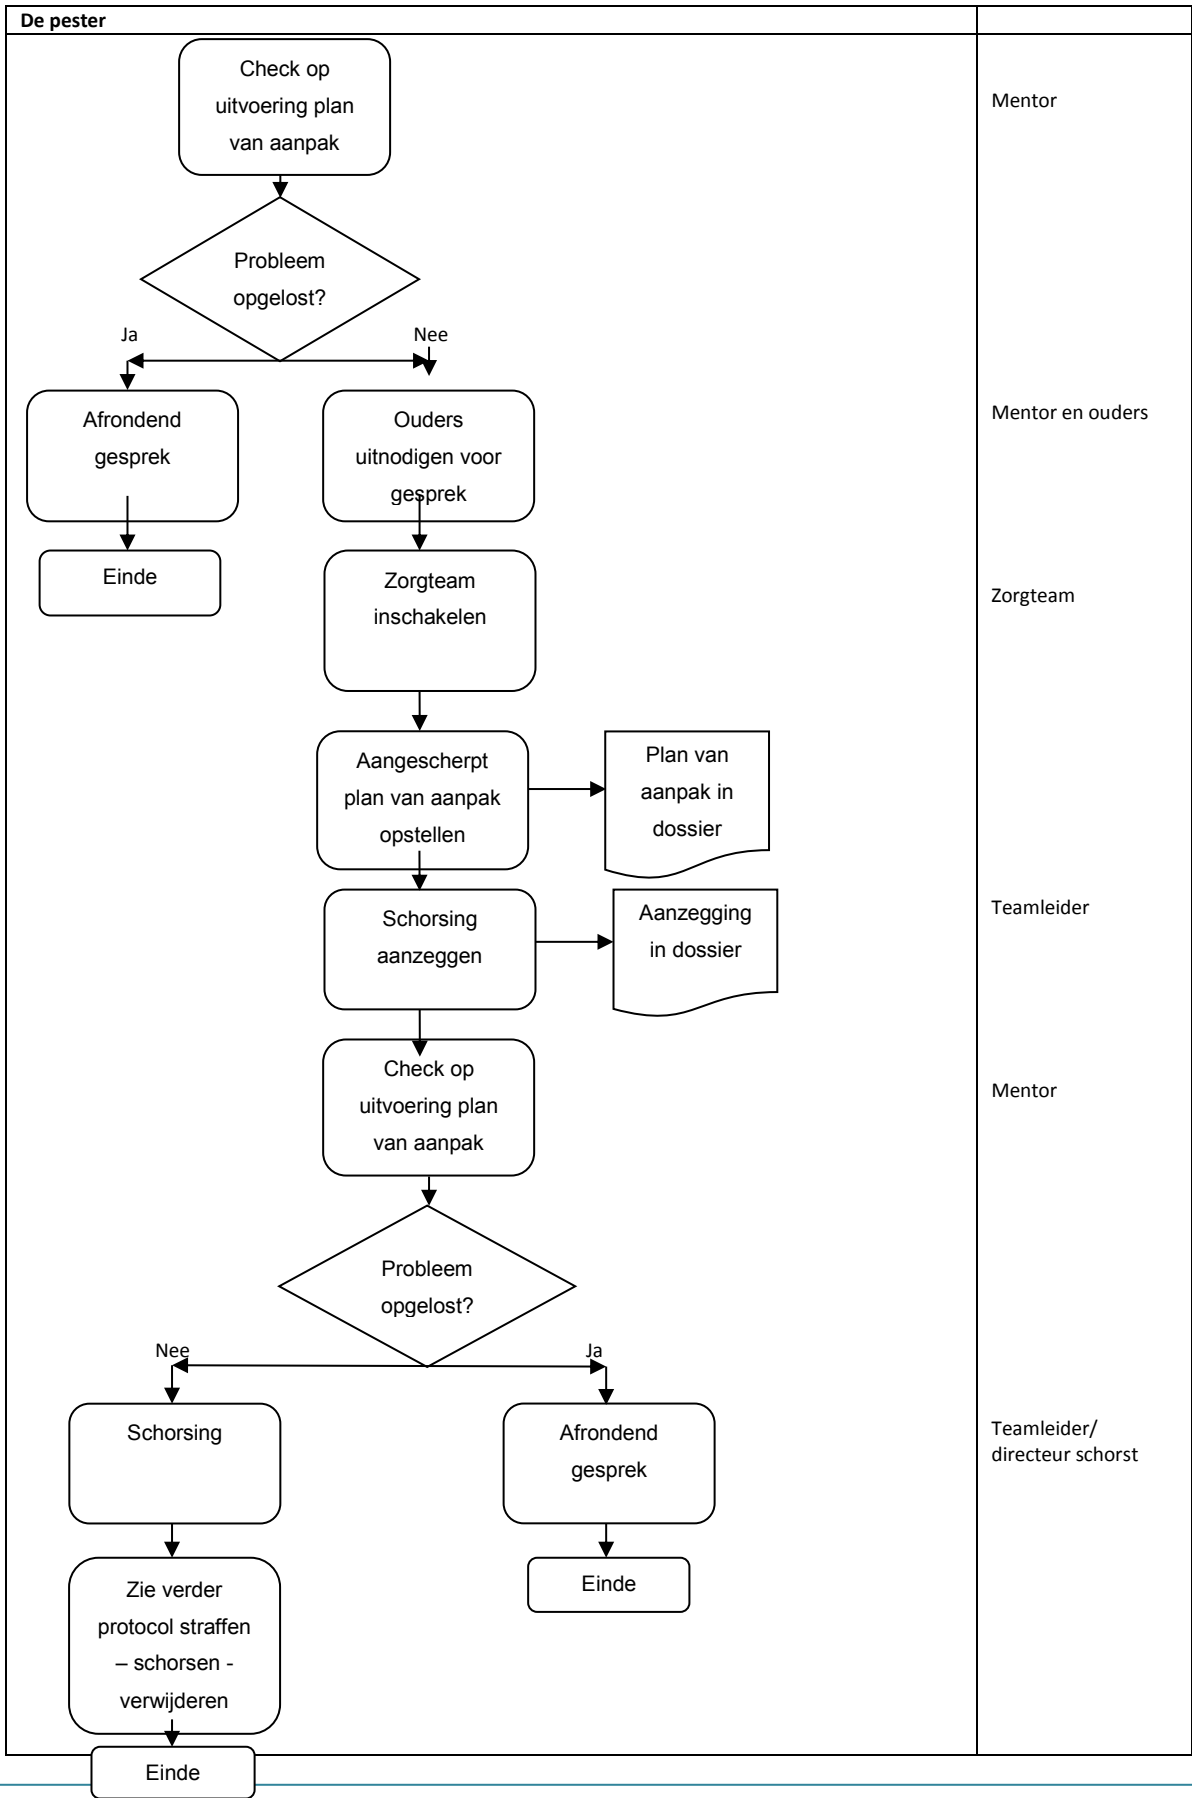 De pester
Check op
uitvoering plan
van aanpak
Mentor
Probleem
opgelost?
Ja
Nee
Afrondend
gesprek
Ouders
uitnodigen voor
gesprek
Mentor en ouders
Einde
Zorgteam
inschakelen
Zorgteam
Aangescherpt
plan van aanpak
opstellen
Plan van
aanpak in
dossier
Schorsing
aanzeggen
Aanzegging
in dossier
Teamleider
Check op
uitvoering plan
van aanpak
Mentor
Probleem
opgelost?
Nee
Ja
Schorsing
Afrondend
gesprek
Teamleider/
directeur schorst
Zie verder
protocol straffen
– schorsen -
verwijderen
Einde
Einde